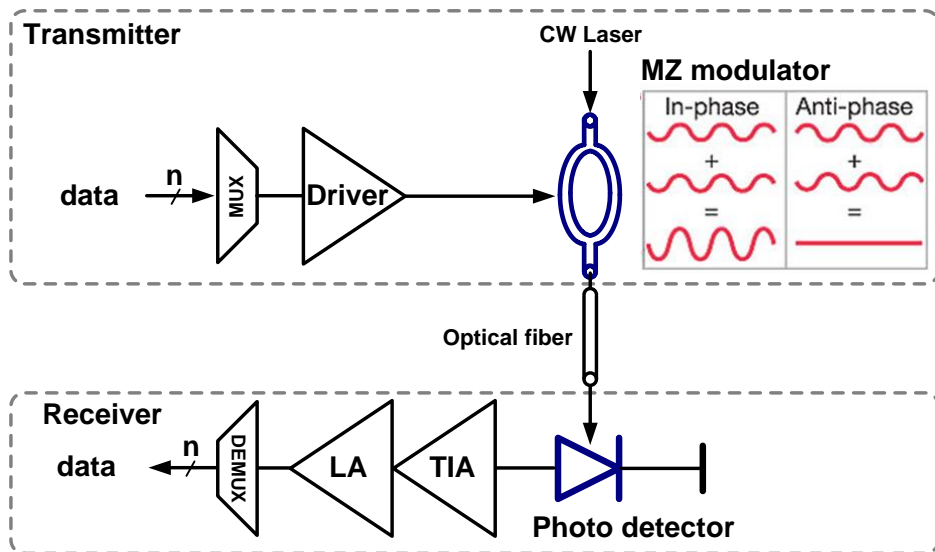 Transmitter
CW Laser
MZ modulator
In-phase
Anti-phase
+
+
=
=
data
n
MUX
Driver
Optical fiber
Receiver
data
n
DEMUX
LA
TIA
Photo detector